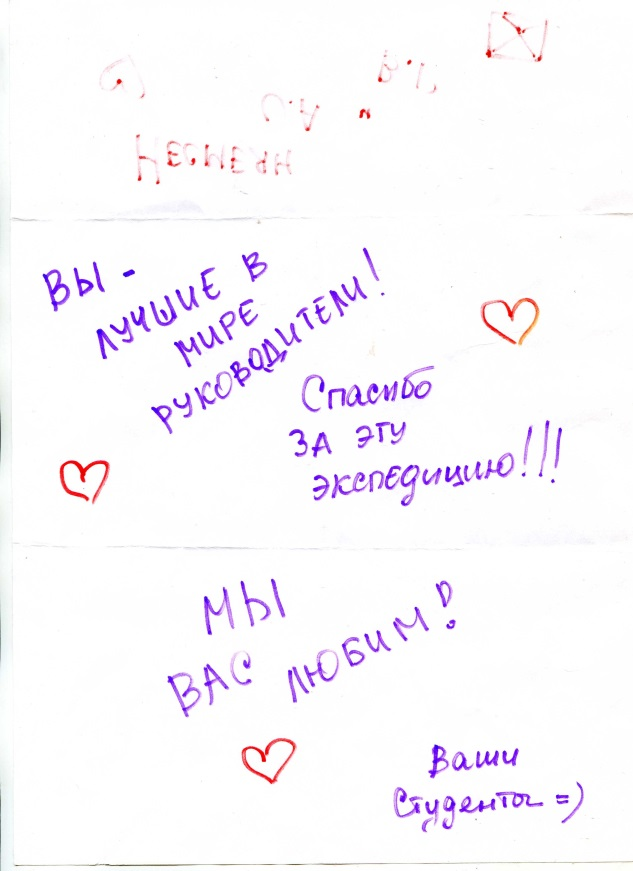 ВЫ -
ЛУЧШИЕ В
МИРЕ
РУКОВОДИТЕЛИ!
Спасибо
ЗА ЭТУ
экспедицию!!!
МЫ
ВАС ЛЮБИМ!
Ваши
Студенты =)